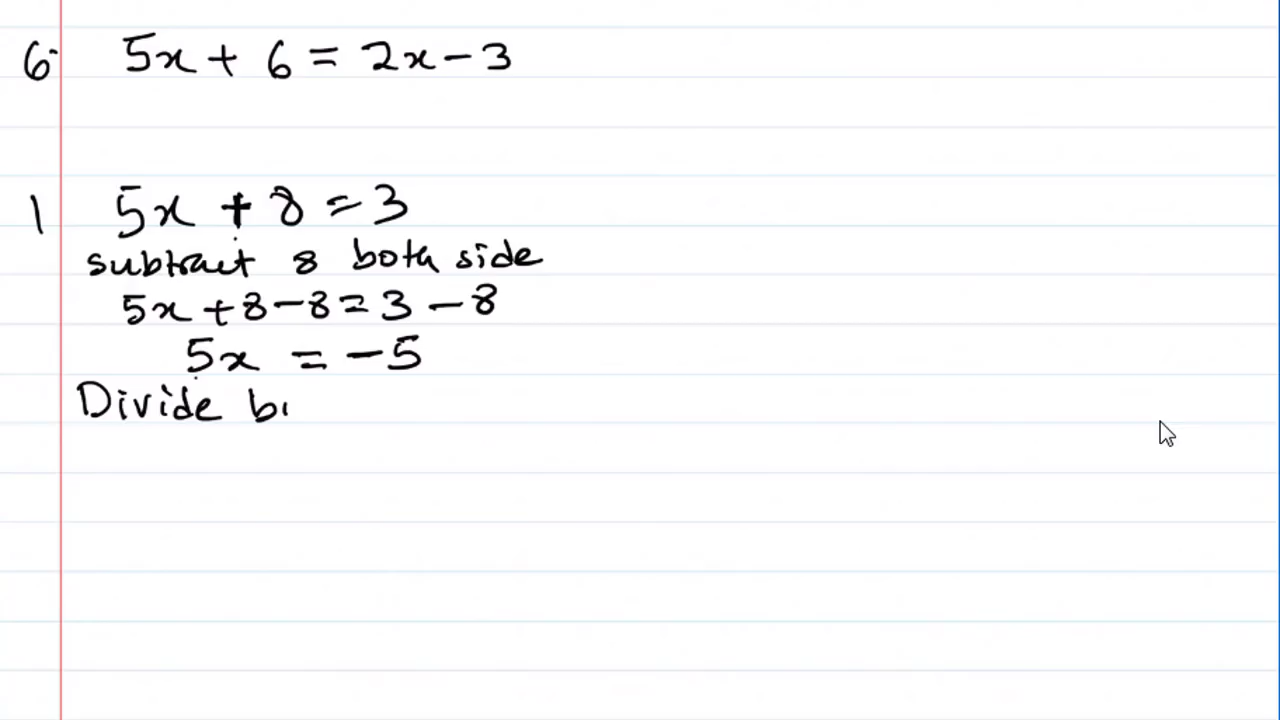 6. 5x + 6 = 2x - 3
1 5x + 8 = 3
subtract 8 both side
5x + 8 - 8 = 3 - 8
5x = -5
Divide